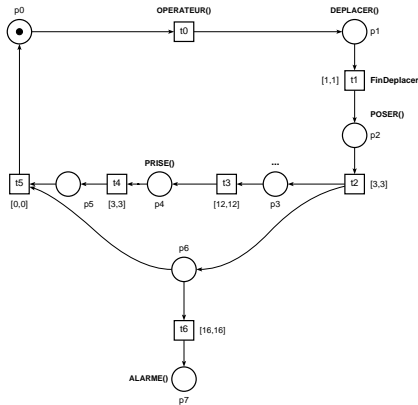 p0
OPERATEUR()
DEPLACER()
t0
p1
[1,1]
t1
FinDeplacer
POSER()
p2
PRISE()
...
t5
t4
t3
t2
[3,3]
[0,0]
p5
[3,3]
p4
[12,12]
p3
p6
t6
[16,16]
ALARME()
p7